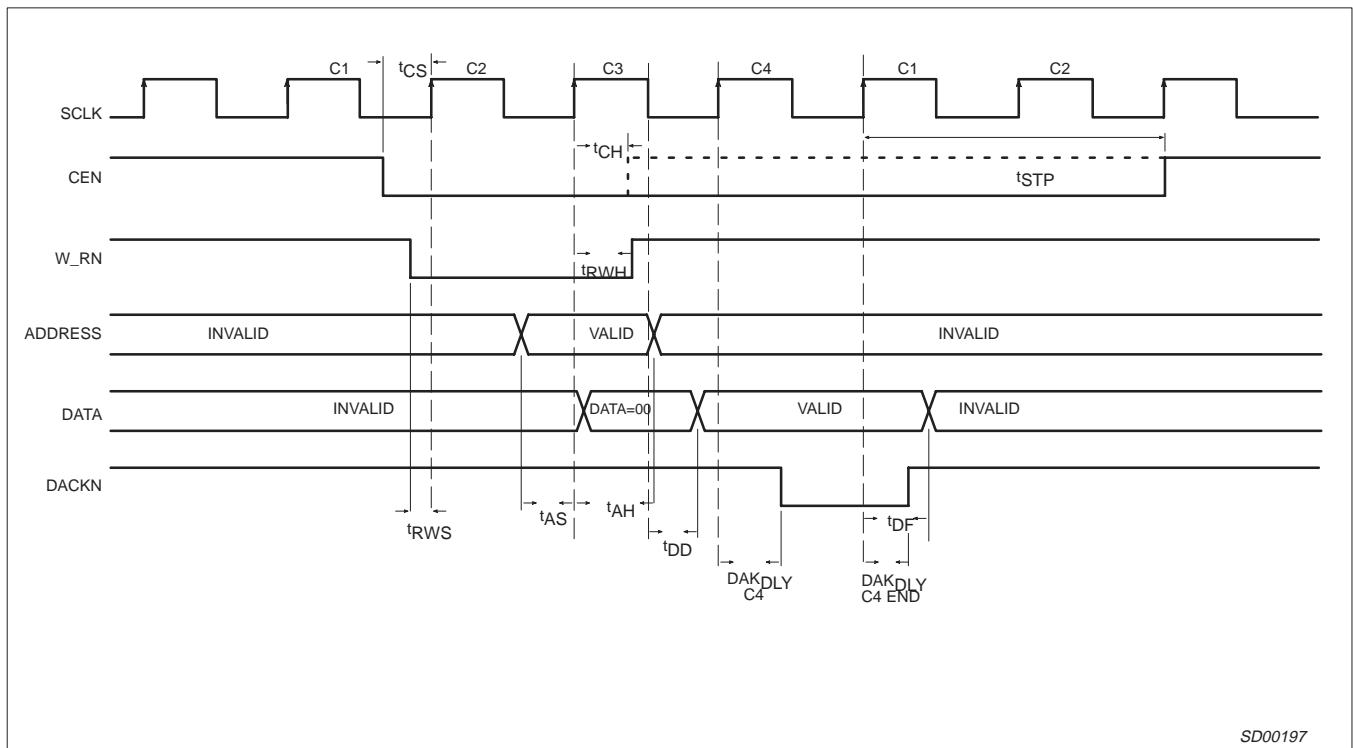 C1 tCS C2 C3 C4 C1 C2
SCLK
tCH
CEN
tSTP
W_RN
tRWH
ADDRESS INVALID VALID INVALID
DATA INVALID DATA=00 VALID INVALID
DACKN
tRWS tAS tAH tDD tDF
DAKDLY
C4
DAKDLY
C4 END
SD00197